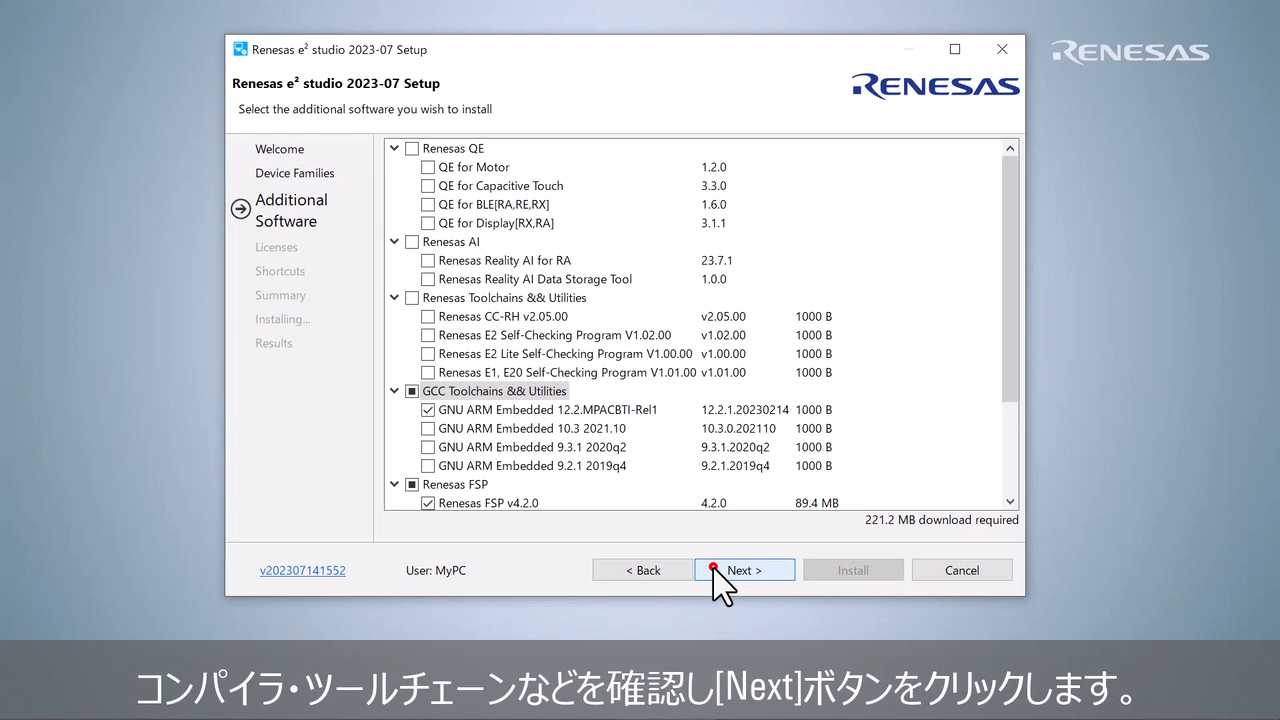 Renesas e² studio 2023-07 Setup
RENESAS
Renesas e² studio 2023-07 Setup
RENESAS
Select the additional software you wish to install
Welcome
Device Families
Additional
Software
Licenses
Shortcuts
Summary
Installing...
Results
Renesas QE
QE for Motor 1.2.0
QE for Capacitive Touch 3.3.0
QE for BLE[RA,RE,RX] 1.6.0
QE for Display[RX,RA] 3.1.1
Renesas AI
Renesas Reality AI for RA 23.7.1
Renesas Reality AI Data Storage Tool 1.0.0
Renesas Toolchains && Utilities
Renesas CC-RH v2.05.00 v2.05.00 1000 B
Renesas E2 Self-Checking Program V1.02.00 v1.02.00 1000 B
Renesas E2 Lite Self-Checking Program V1.00.00 v1.00.00 1000 B
Renesas E1, E20 Self-Checking Program V1.01.00 v1.01.00 1000 B
GCC Toolchains && Utilities
GNU ARM Embedded 12.2.MPACBTI-Rel1 12.2.1.20230214 1000 B
GNU ARM Embedded 10.3 2021.10 10.3.0.202110 1000 B
GNU ARM Embedded 9.3.1 2020q2 9.3.1.2020q2 1000 B
GNU ARM Embedded 9.2.1 2019q4 9.2.1.2019q4 1000 B
Renesas FSP
Renesas FSP v4.2.0 4.2.0 89.4 MB
221.2 MB download required
v202307141552 User: MyPC < Back Next > Install Cancel
コンパイラ・ツールチェーンなどを確認し[Next]ボタンをクリックします。